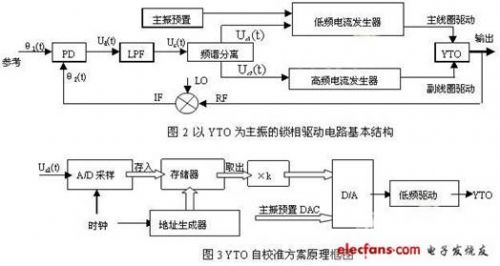 主振预置
低频电流发生器
主线圈驱动
θ₁(t)
参考
PD
U_d(t)
LPF
U_c(t)
频谱分离
YTO
输出
θ₂(t)
高频电流发生器
副线圈驱动
LO
IF
RF
图 2 以 YTO 为主振的锁相驱动电路基本结构
A/D 采样
存入
存储器
取出
×k
D/A
低频驱动
YTO
主振预置 DAC
时钟
地址生成器
图 3 YTO 自校准方案原理框图
elecfans.com 电子发烧友